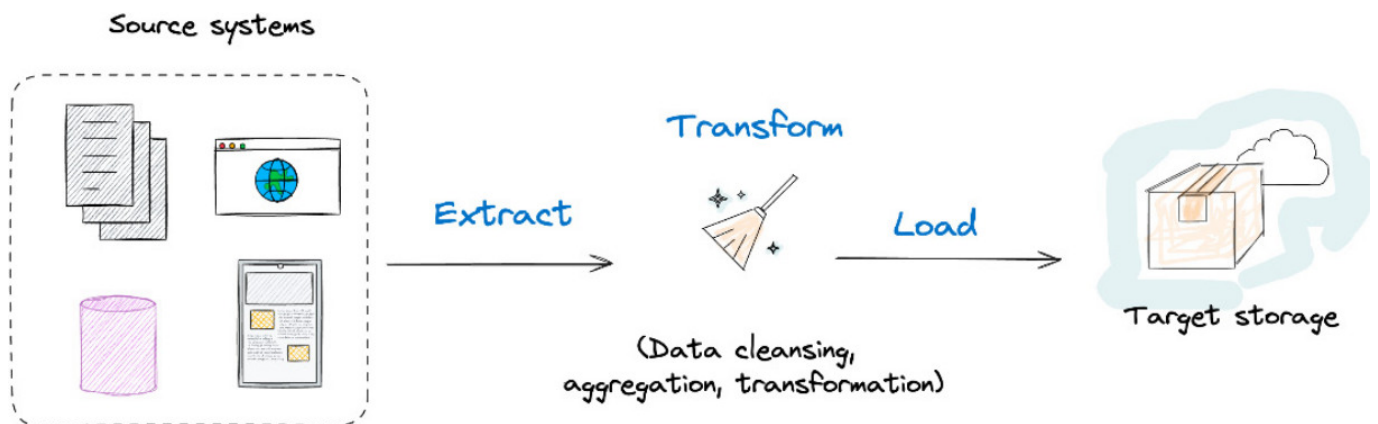 Source systems
Extract
Transform
(Data cleansing,
aggregation, transformation)
Load
Target storage